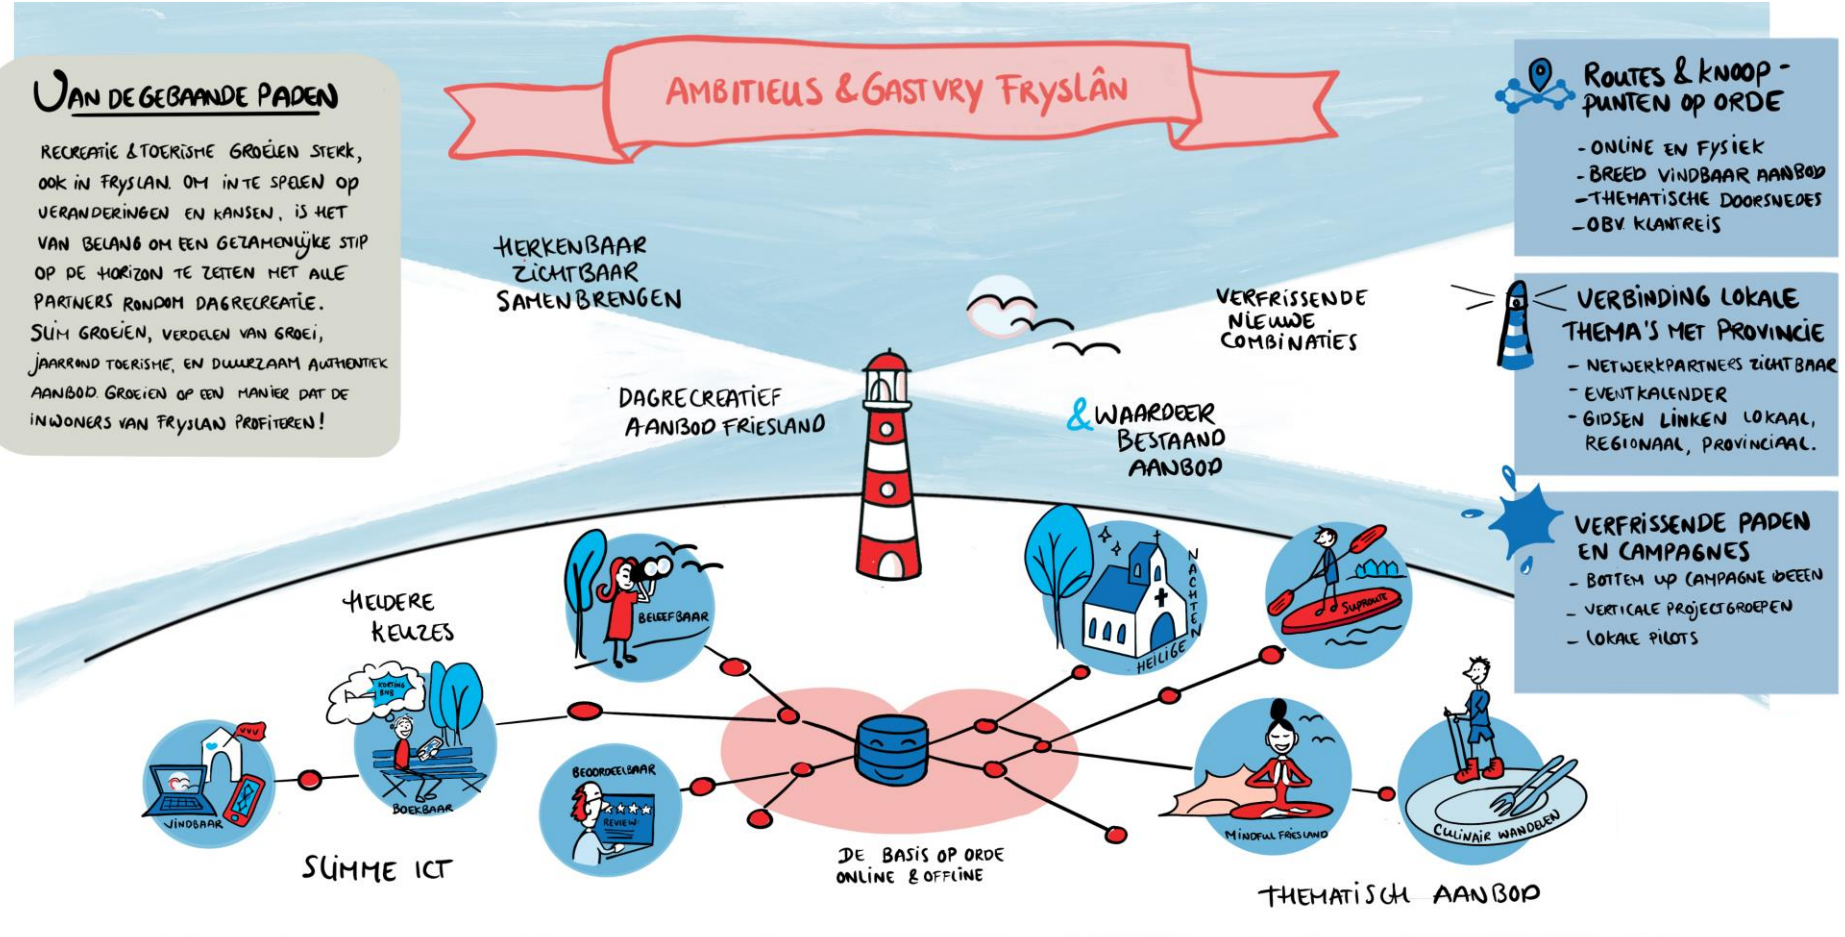 AMBITIEUS & GASTVRY FRYSLÂN
VAN DE GEBAANDE PADEN
RECREATIE & TOERISME GROEIEN STERK,
OOK IN FRYSLAN. OM IN TE SPELEN OP
VERANDERINGEN EN KANSEN, IS HET
VAN BELANG OM EEN GEZAMENLIJKE STIP
OP DE HORIZON TE ZETTEN MET ALLE
PARTNERS RONDOM DAGRECREATIE.
SLIM GROEIEN, VERDELEN VAN GROEI,
JAARROND TOERISME, EN DUURZAAM AUTHENTIEK
AANBOD. GROEIEN OP EEN MANIER DAT DE
INWONERS VAN FRYSLAN PROFITEREN!
HERKENBAAR
ZICHTBAAR
SAMENBRENGEN
DAGRECREATIEF
AANBOD FRIESLAND
VERFRISSENDE
NIEUWE
COMBINATIES
& WAARDEER
BESTAAND
AANBOD
ROUTES & KNOOP-
PUNTEN OP ORDE
- ONLINE EN FYSIEK
- BREED VINDBAAR AANBOD
- THEMATISCHE DOORSNEDES
- OBV KLANTREIS
VERBINDING LOKALE
THEMA'S MET PROVINCIE
- NETWERKPARTNERS ZICHTBAAR
- EVENTKALENDER
- GIDSEN LINKEN LOKAAL,
REGIONAAL, PROVINCIAAL.
VERFRISSENDE PADEN
EN CAMPAGNES
- BOTTEM UP CAMPAGNE IDEEEN
- VERTICALE PROJECTGROEPEN
- LOKALE PILOTS
HELDERE
KEUZES
BELEEFBAAR
KORTING
BNB
BOEKBAAR
VVV
VINDBAAR
SLIMME ICT
BEOORDEELBAAR
REVIEW:
DE BASIS OP ORDE
ONLINE & OFFLINE
HEILIGE
NACHTEN
SUPROUTE
MINDFUL FRIESLAND
CULINAIR WANDELEN
THEMATISCH AANBOD